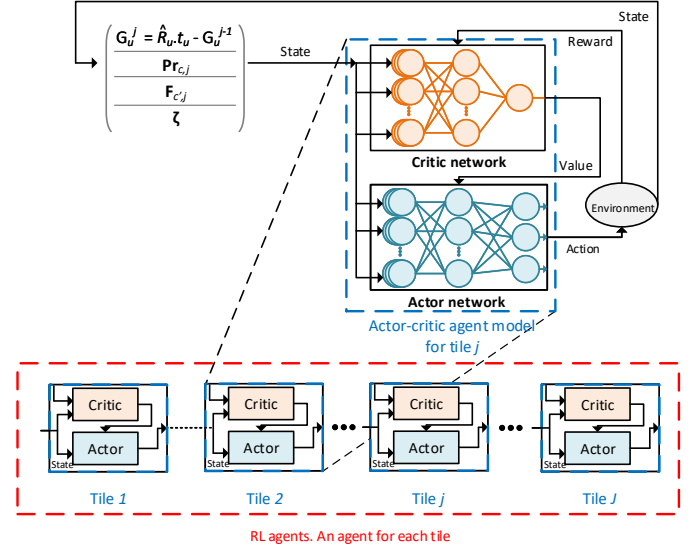 State
G_u^j = R̂_u.t_u - G_u^{j-1}
Pr_{c,j}
F_{c',j}
ζ
State
Reward
Critic network
Value
Environment
Action
Actor network
Actor-critic agent model
for tile j
Critic
Actor
State
Tile 1
Critic
Actor
State
Tile 2
Critic
Actor
State
Tile j
Critic
Actor
State
Tile J
RL agents. An agent for each tile